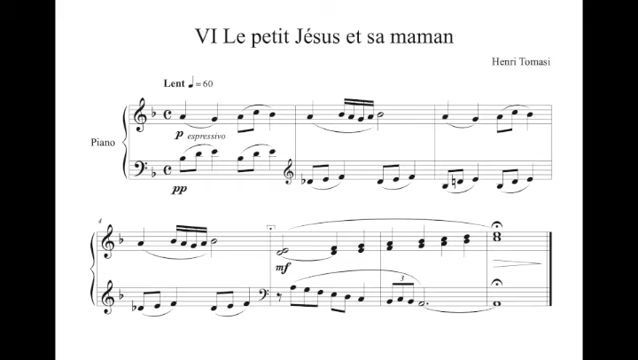 VI Le petit Jésus et sa maman
Henri Tomasi
Lent ♩ = 60
Piano
p espressivo
pp
4
mf
3